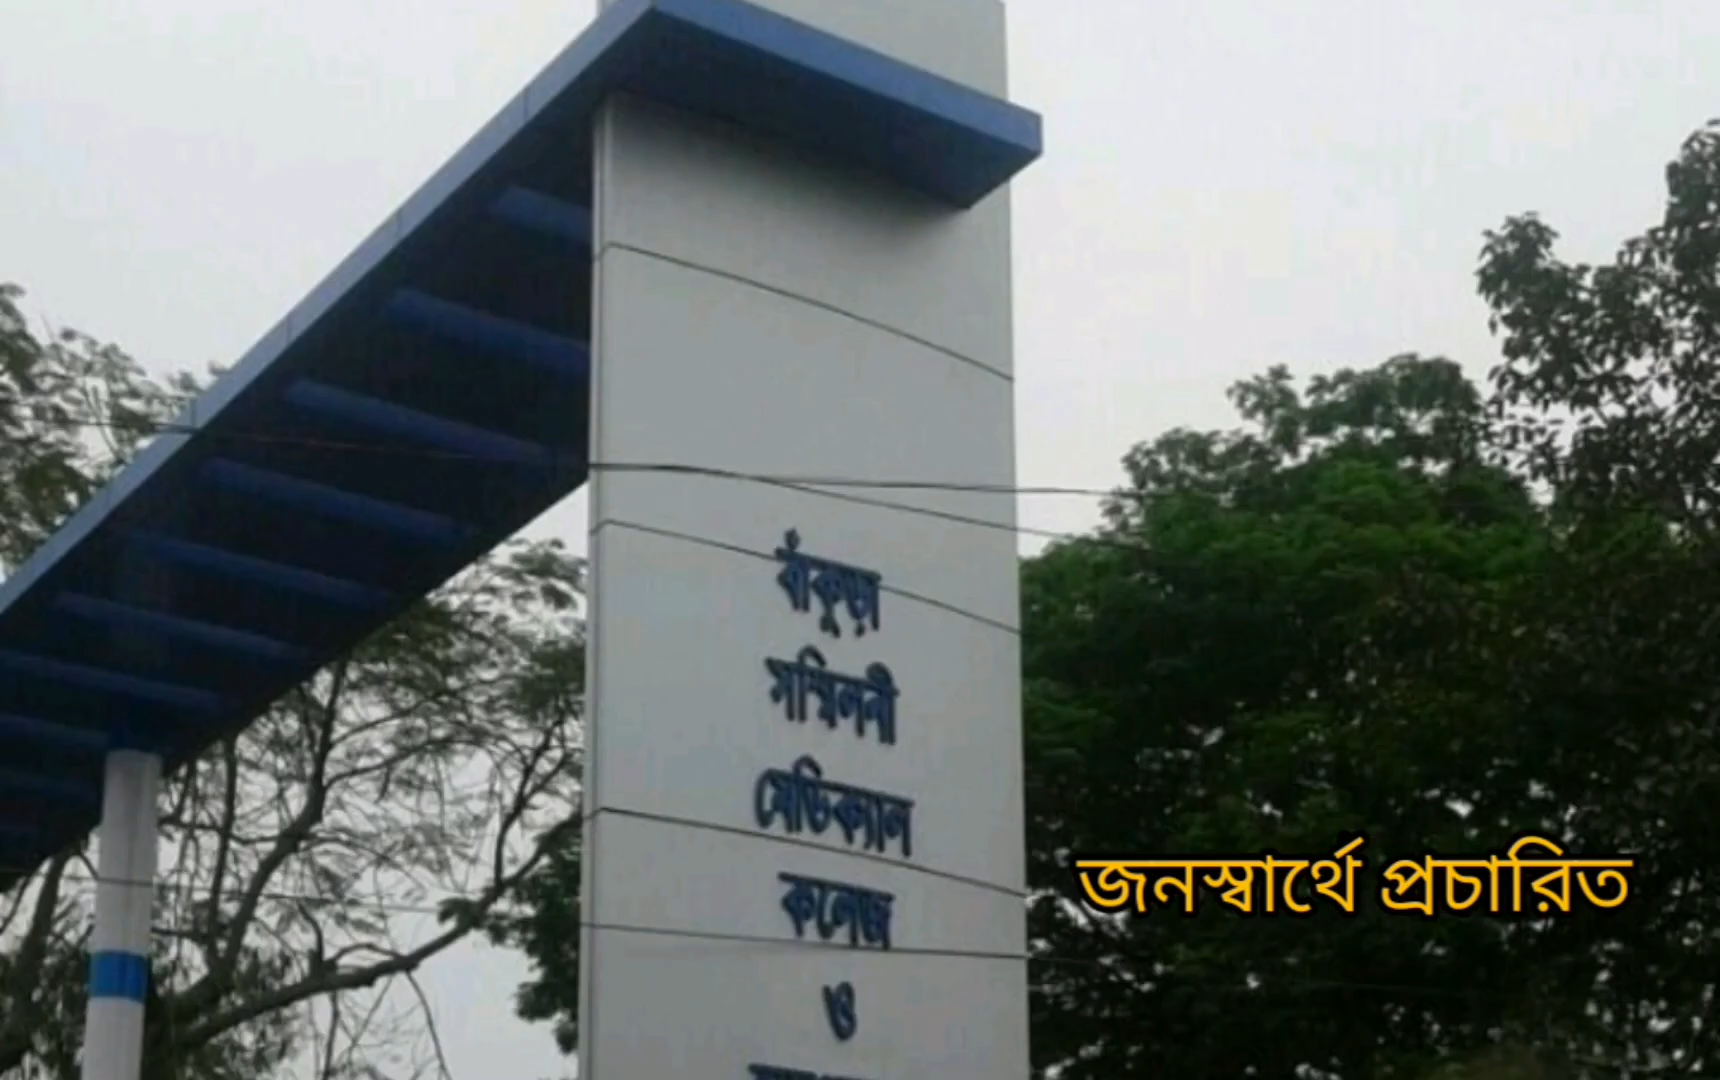 বাঁকুড়া
সম্মিলনী
মেডিক্যাল
কলেজ
ও
জনস্বার্থে প্রচারিত